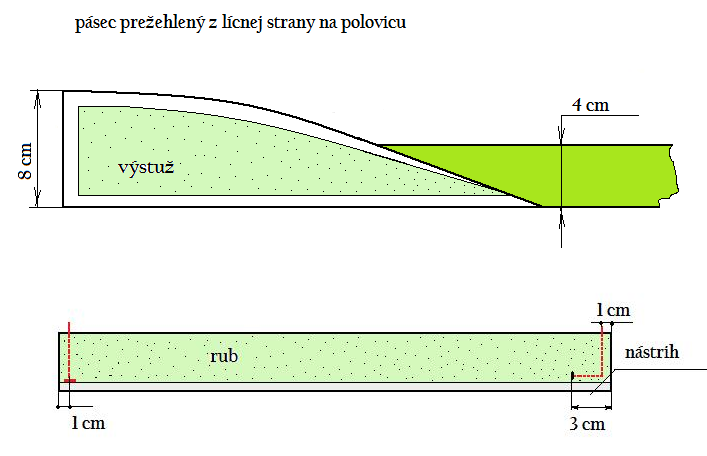 pásec prežehlený z lícnej strany na polovicu
4 cm
8 cm
výstuž
1 cm
rub
nástrih
1 cm
3 cm